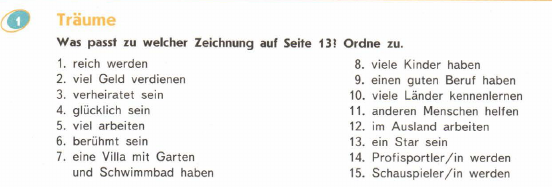 1
Träume
Was passt zu welcher Zeichnung auf Seite 13? Ordne zu.
1. reich werden
2. viel Geld verdienen
3. verheiratet sein
4. glücklich sein
5. viel arbeiten
6. berühmt sein
7. eine Villa mit Garten
und Schwimmbad haben
8. viele Kinder haben
9. einen guten Beruf haben
10. viele Länder kennenlernen
11. anderen Menschen helfen
12. im Ausland arbeiten
13. ein Star sein
14. Profisportler/in werden
15. Schauspieler/in werden